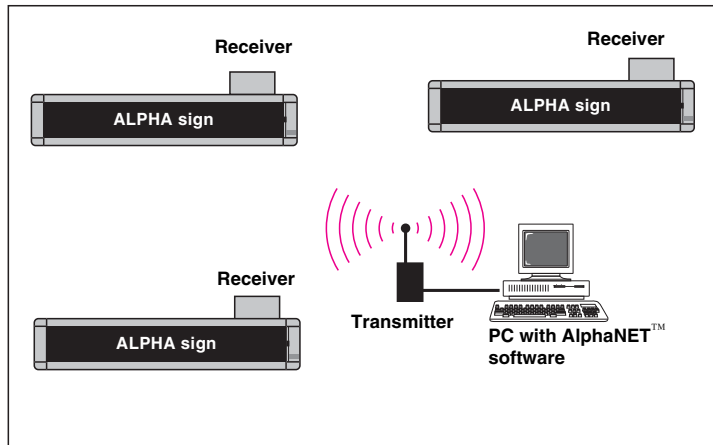 Receiver
ALPHA sign
Receiver
ALPHA sign
Receiver
ALPHA sign
Transmitter
PC with AlphaNET™
software